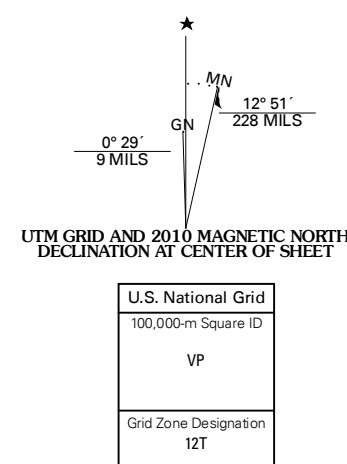 MN
GN
12° 51´
228 MILS
0° 29´
9 MILS
UTM GRID AND 2010 MAGNETIC NORTH
DECLINATION AT CENTER OF SHEET
U.S. National Grid
100,000-m Square ID
VP
Grid Zone Designation
12T